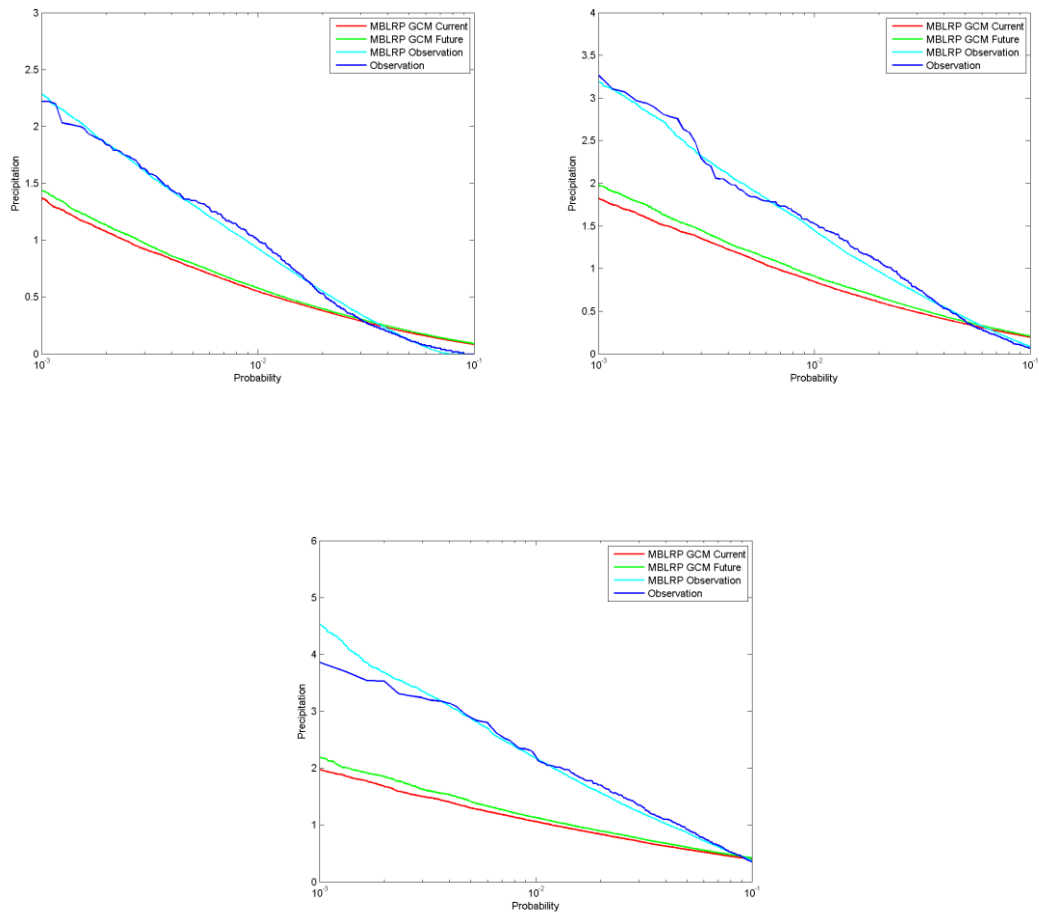 3
2.5
2
1.5
1
0.5
0
Precipitation
MBLRP GCM Current
MBLRP GCM Future
MBLRP Observation
Observation
10-3
10-2
10-1
Probability
4
3.5
3
2.5
2
1.5
1
0.5
0
Precipitation
MBLRP GCM Current
MBLRP GCM Future
MBLRP Observation
Observation
10-3
10-2
10-1
Probability
6
5
4
3
2
1
0
Precipitation
MBLRP GCM Current
MBLRP GCM Future
MBLRP Observation
Observation
10-3
10-2
10-1
Probability